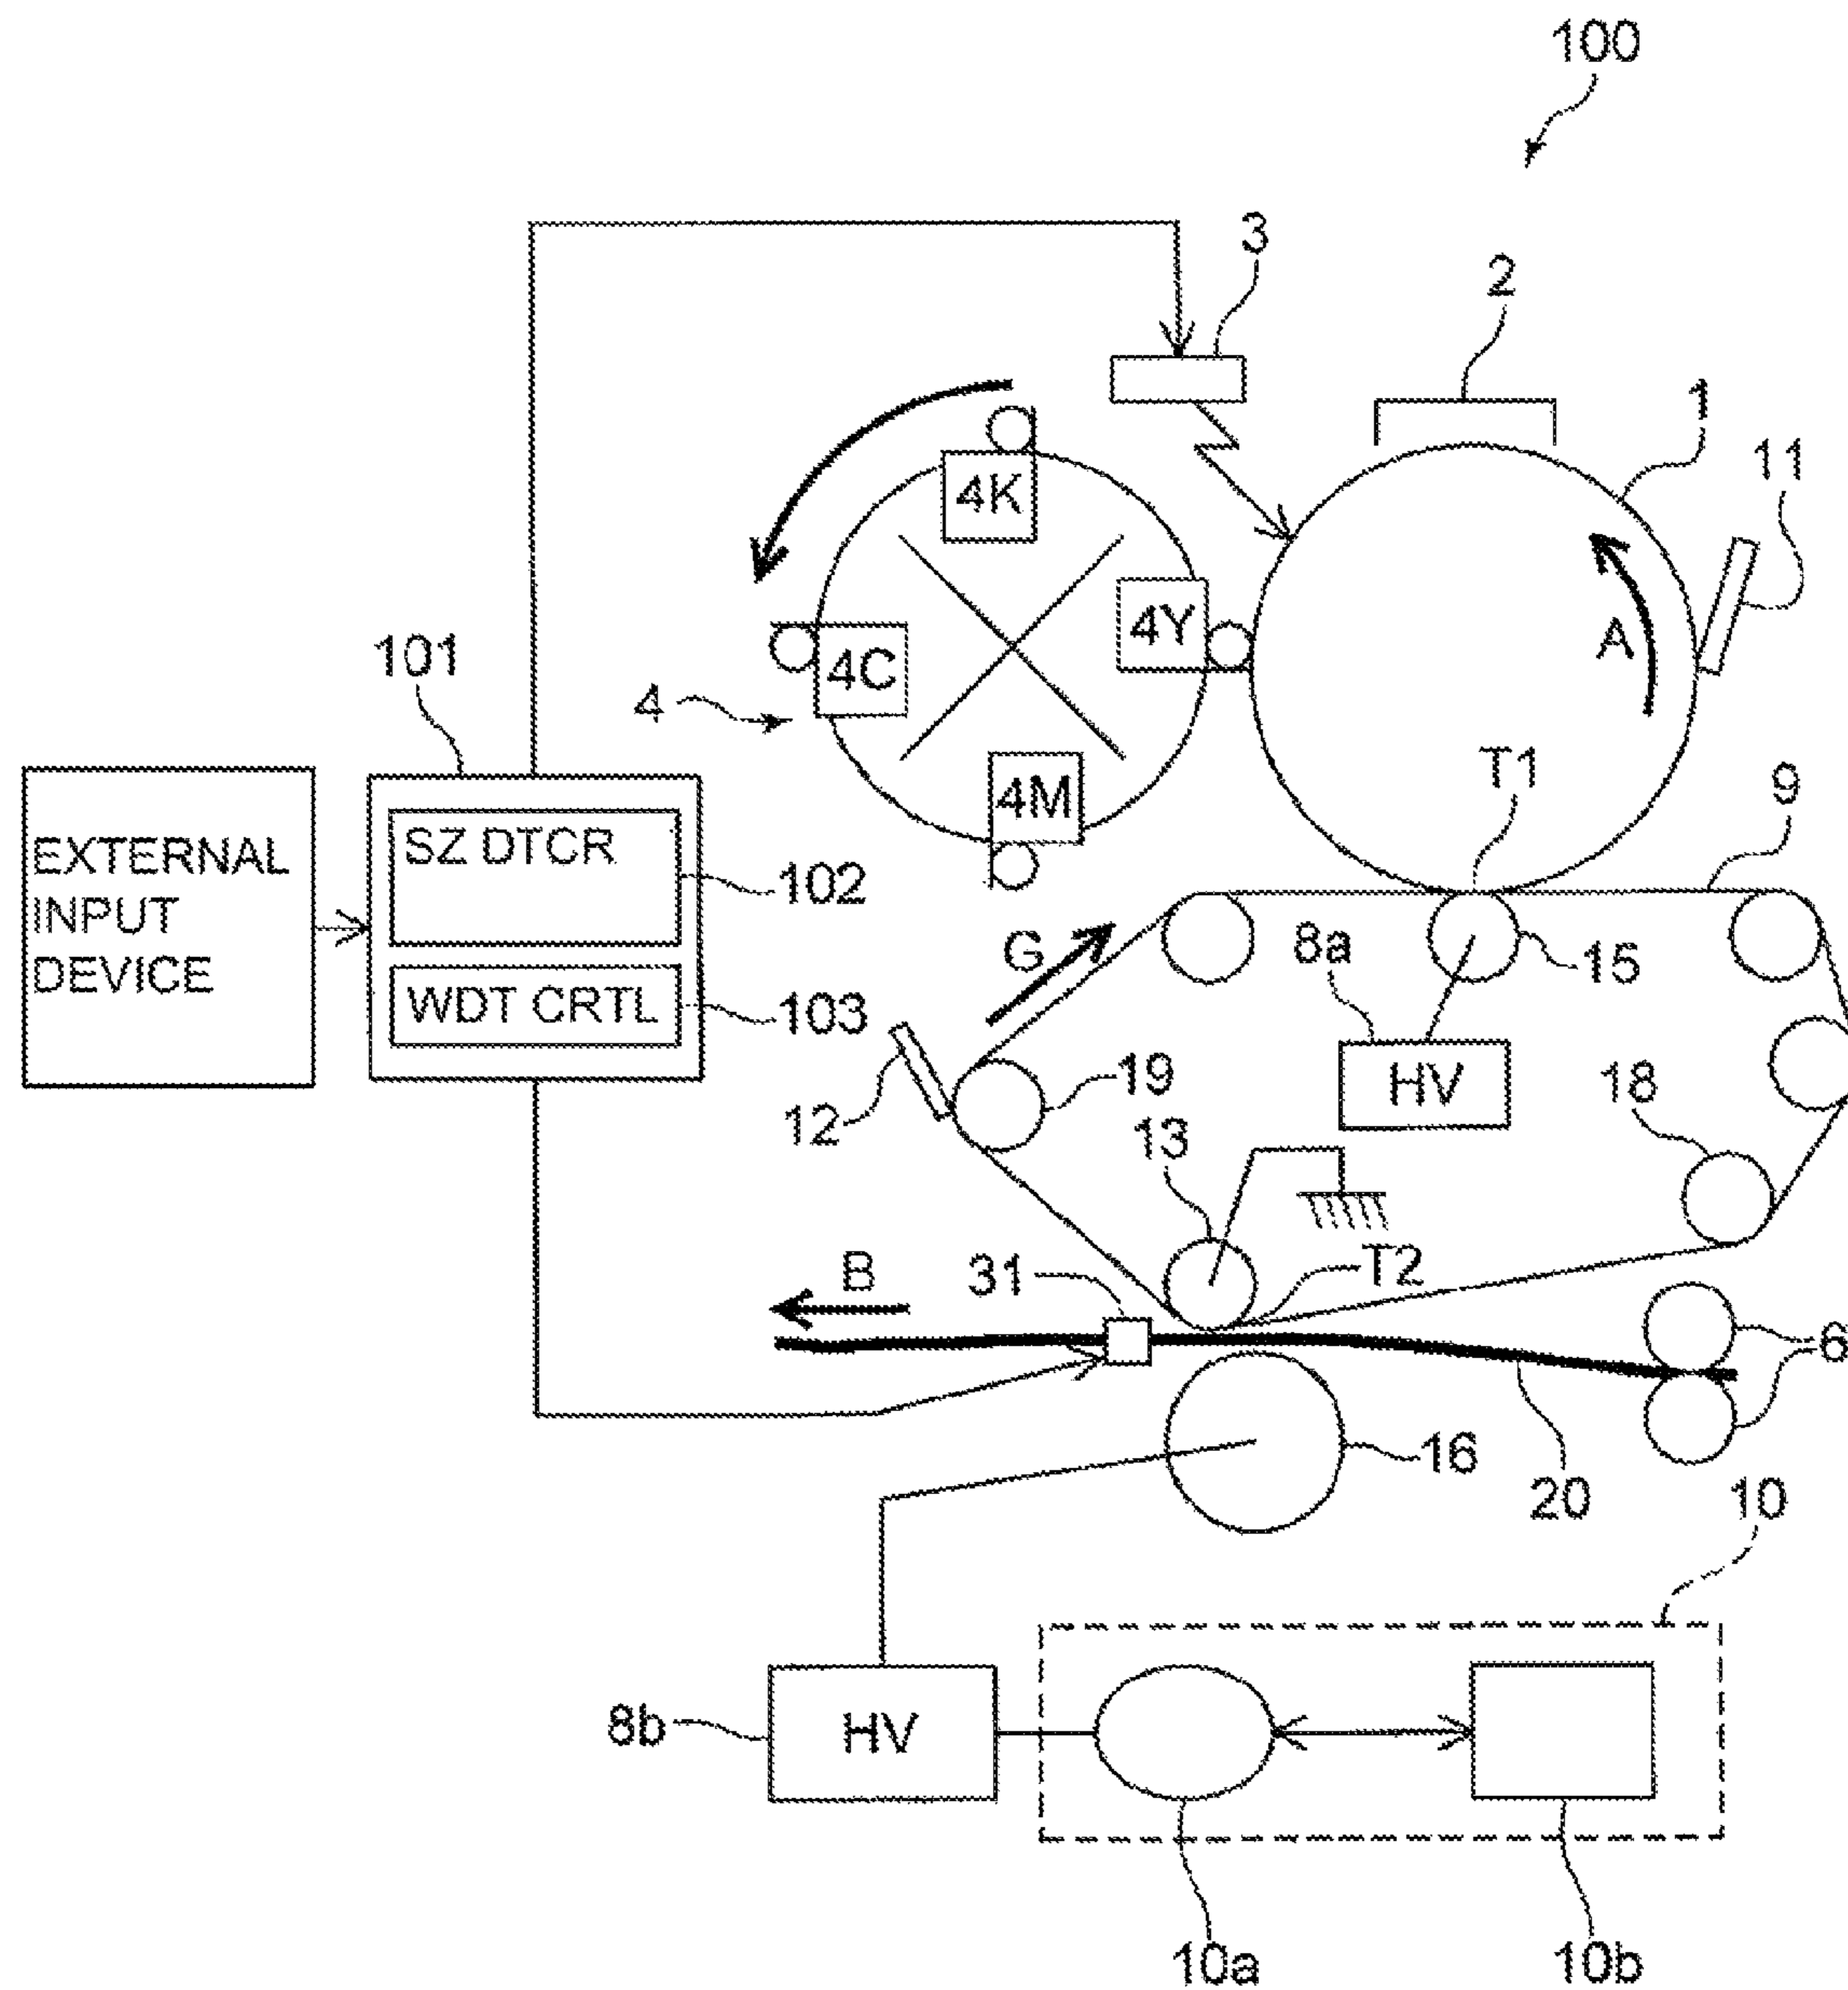 100
3
2
1
11
4K
4Y
A
4C
101
4
4M
T1
9
SZ DTCR
EXTERNAL
INPUT
DEVICE
102
G
8a
15
WDT CRTL
103
HV
18
12
19
13
B
31
T2
6
16
20
10
8b
HV
10a
10b